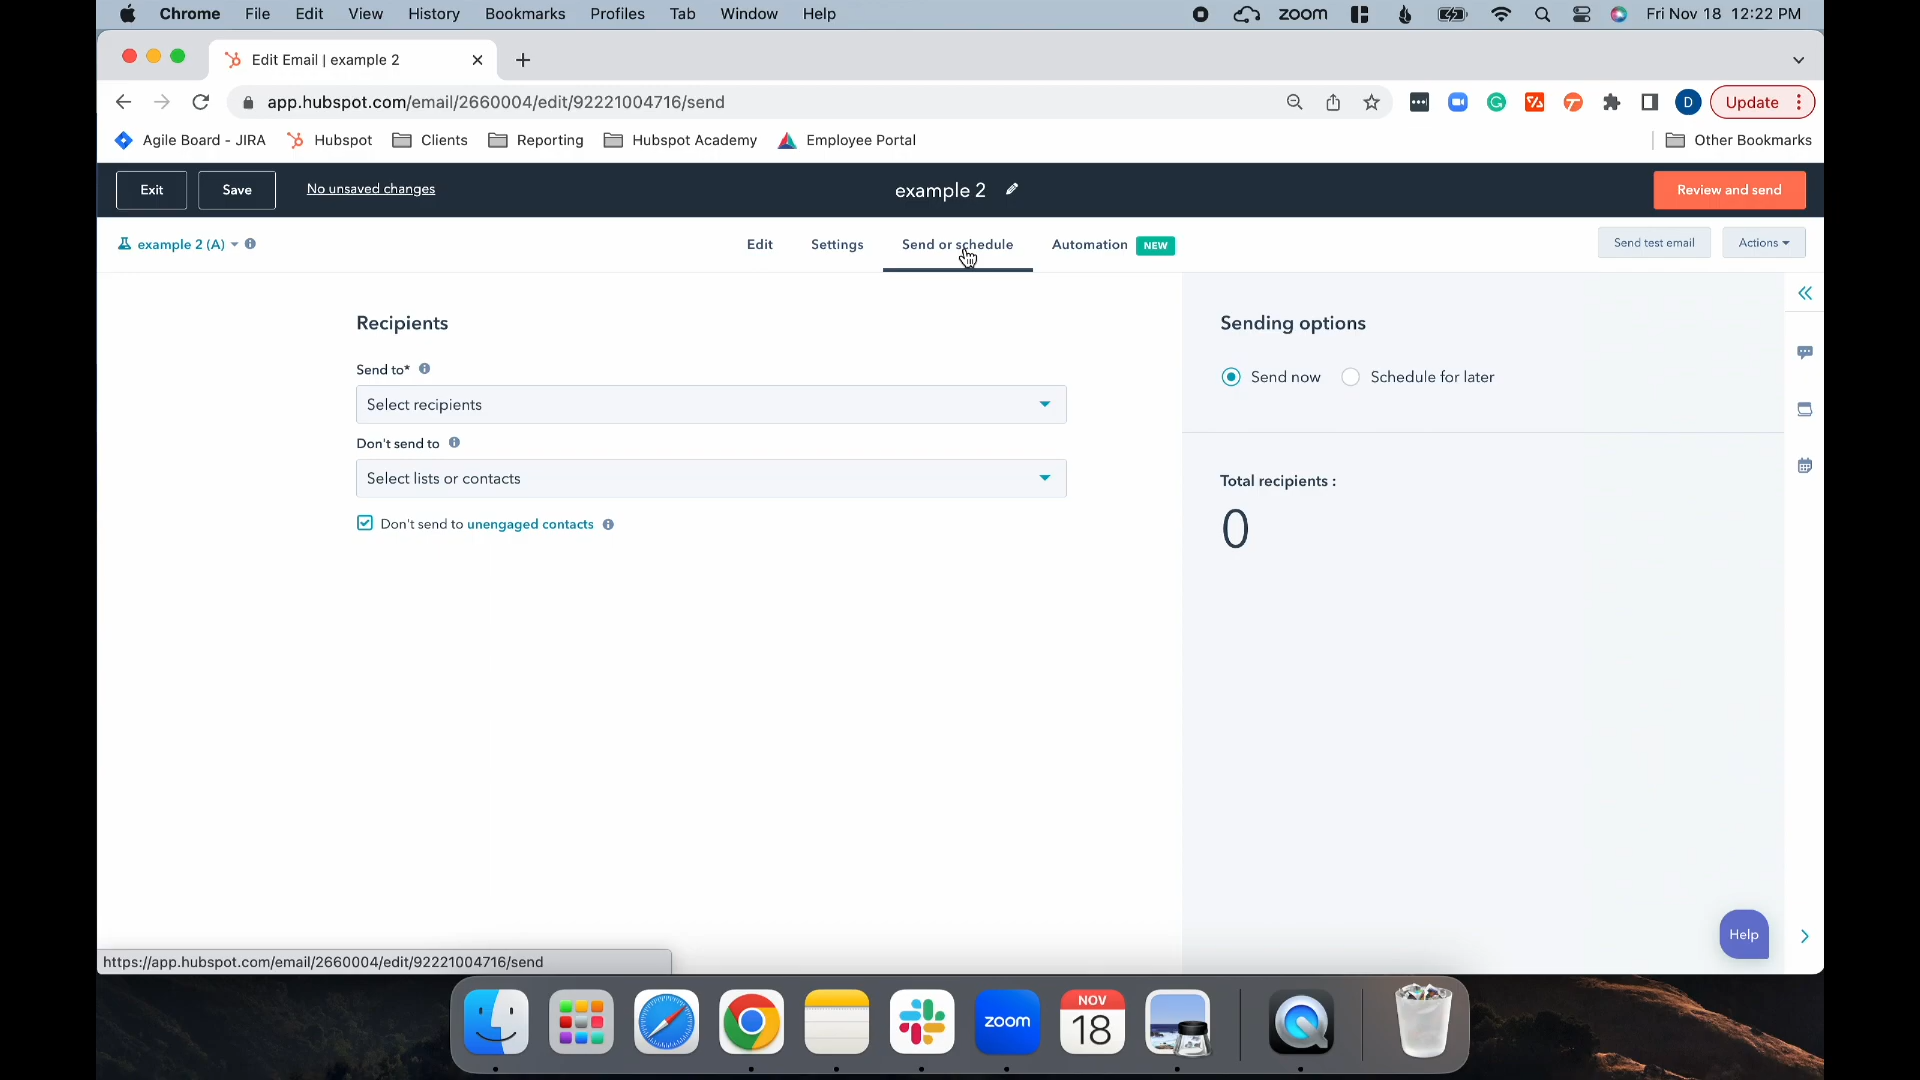 Chrome File Edit View History Bookmarks Profiles Tab Window Help zoom Fri Nov 18 12:22 PM
Edit Email | example 2
app.hubspot.com/email/2660004/edit/92221004716/send D Update
Agile Board - JIRA Hubspot Clients Reporting Hubspot Academy Employee Portal Other Bookmarks
Exit Save No unsaved changes example 2 Review and send
example 2 (A) Edit Settings Send or schedule Automation NEW Send test email Actions
Recipients
Sending options
Send to*
Send now Schedule for later
Select recipients
Don't send to
Select lists or contacts
Total recipients :
0
Don't send to unengaged contacts
Help
https://app.hubspot.com/email/2660004/edit/92221004716/send
NOV
18
zoom